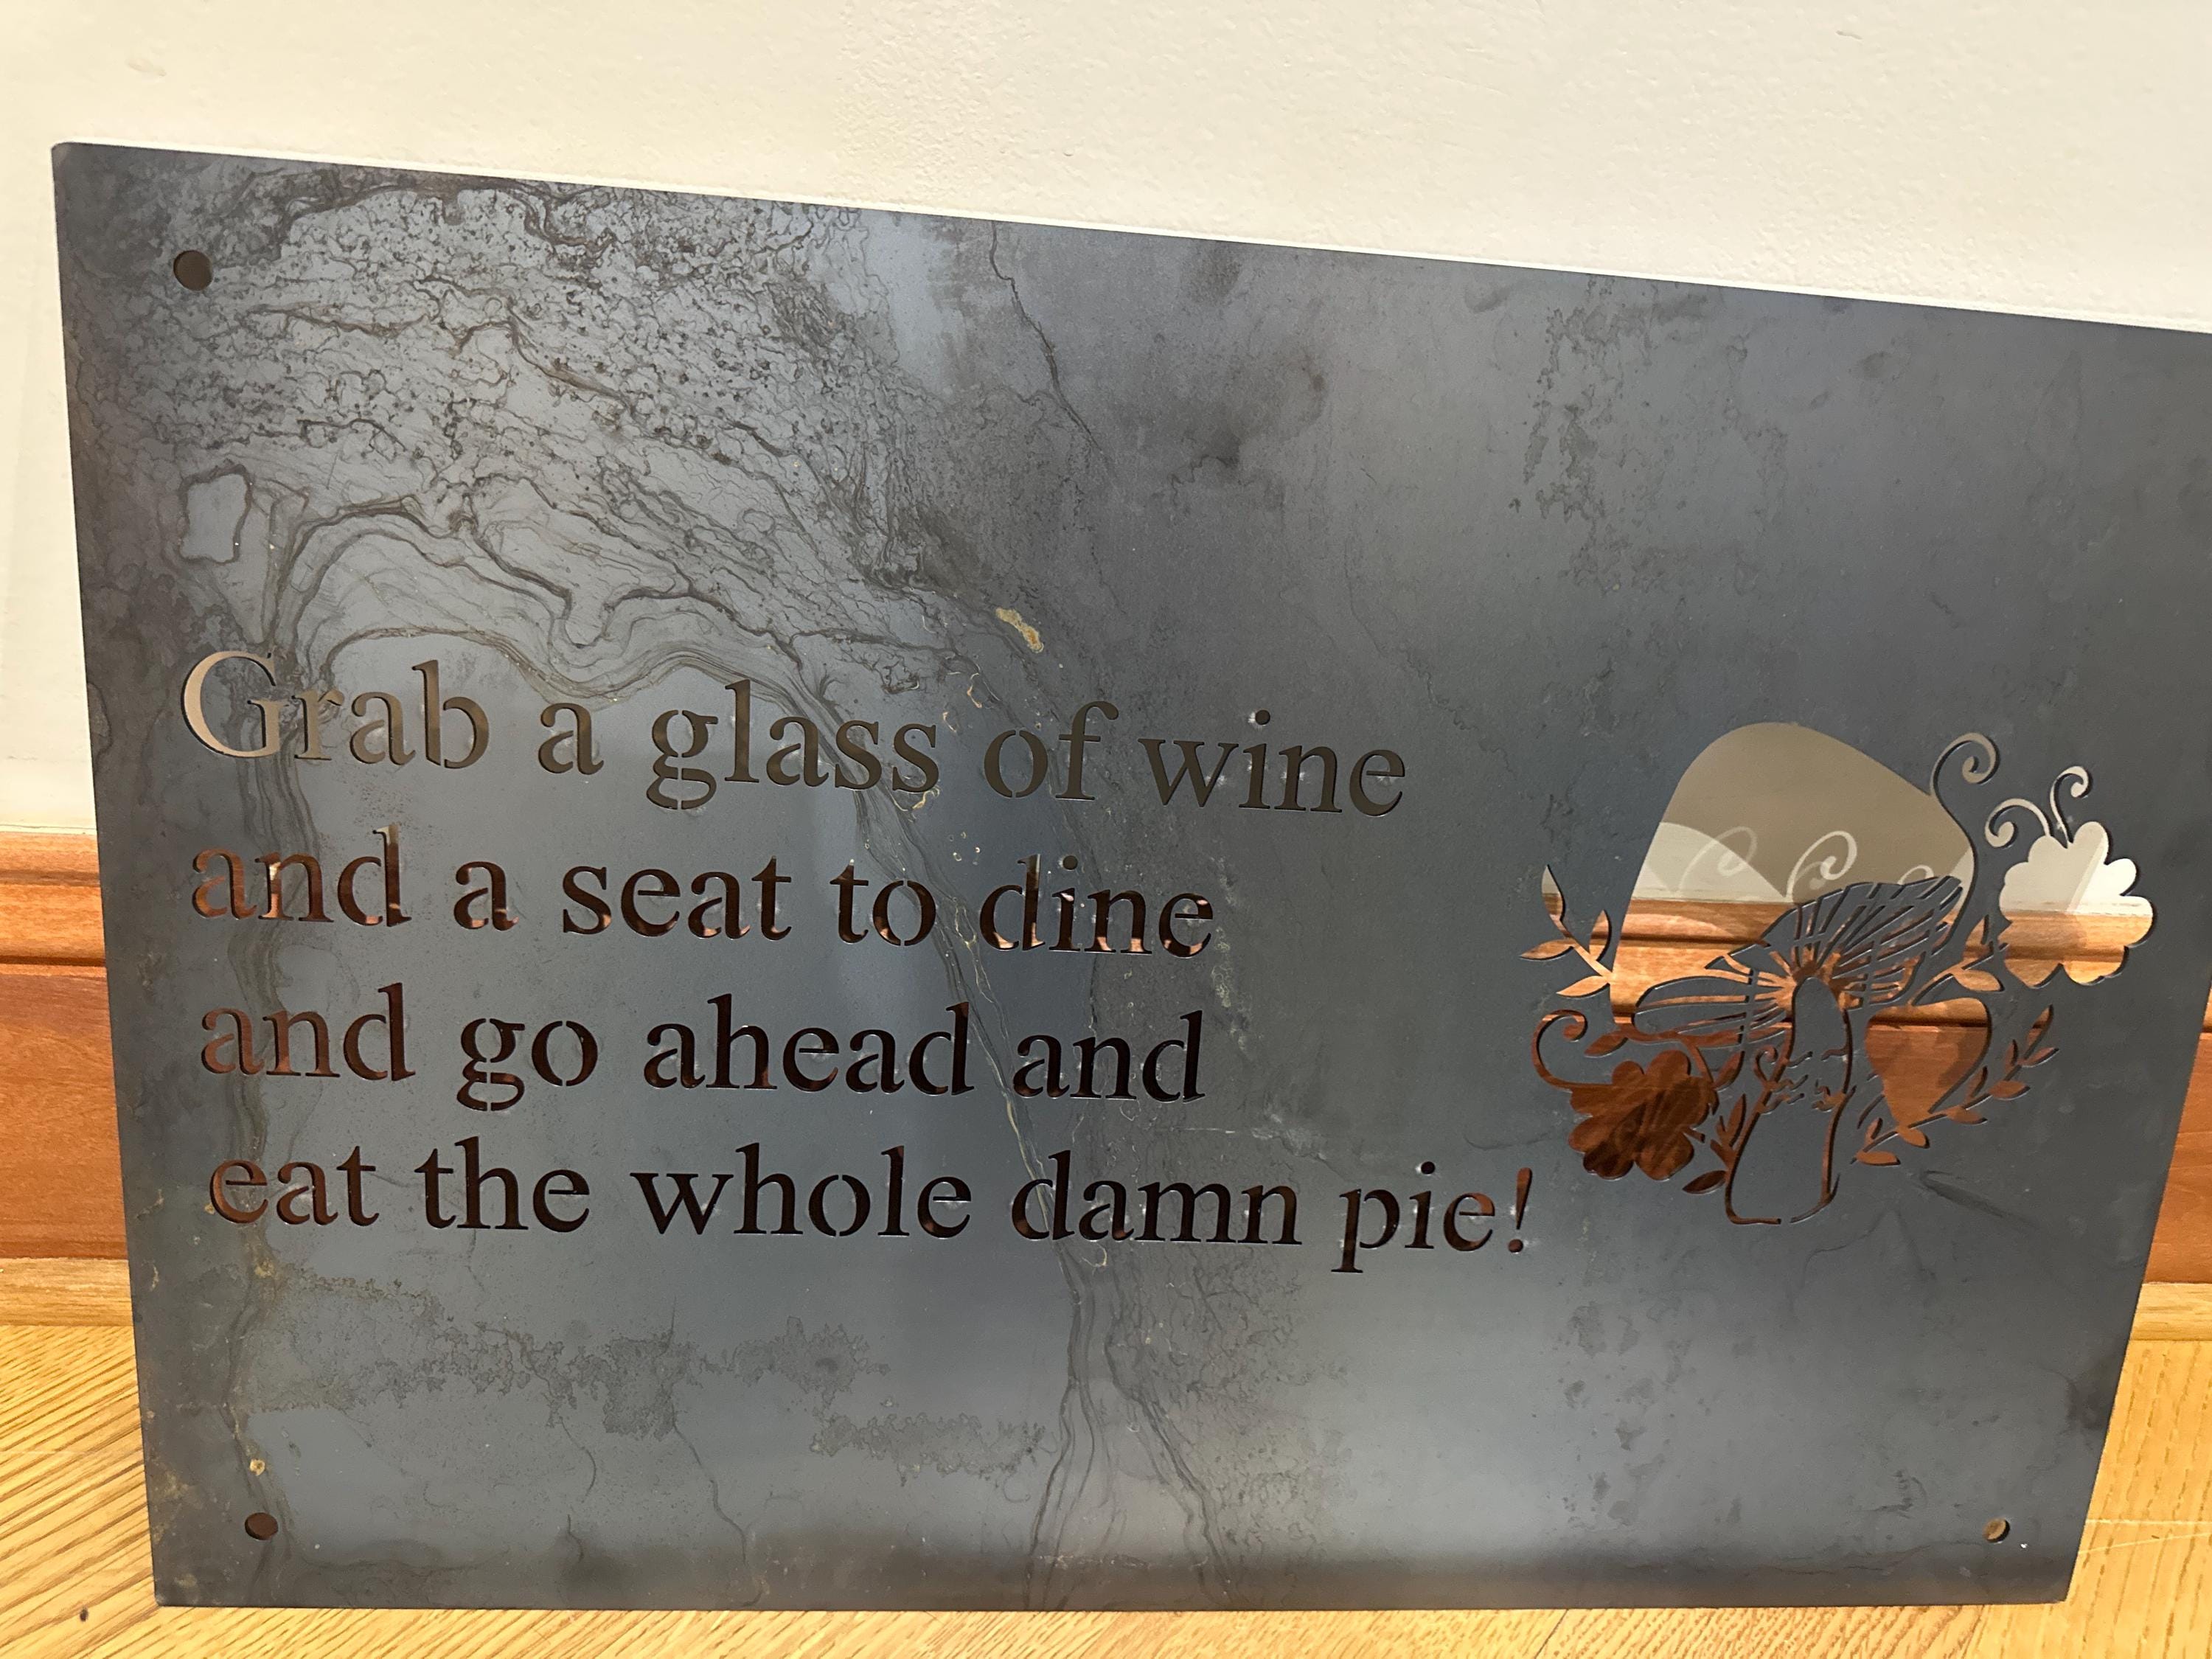 Grab a glass of wine
and a seat to dine
and go ahead and
eat the whole damn pie!